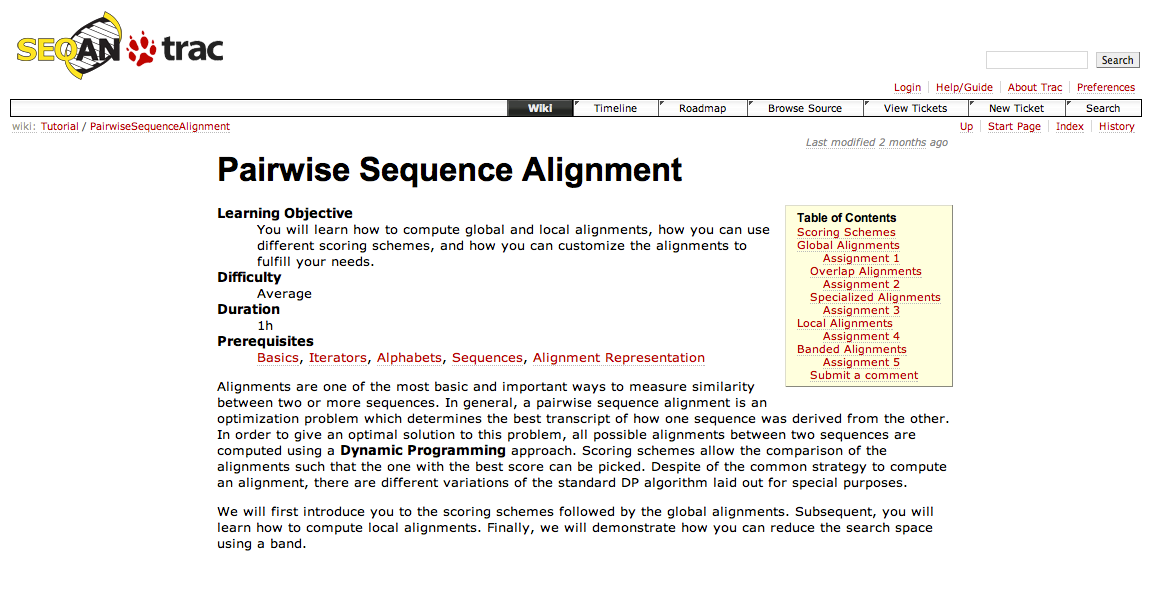 SEQAN trac
Search
Login Help/Guide About Trac Preferences
Wiki Timeline Roadmap Browse Source View Tickets New Ticket Search
wiki: Tutorial / PairwiseSequenceAlignment
Up Start Page Index History
Last modified 2 months ago
Pairwise Sequence Alignment
Learning Objective
You will learn how to compute global and local alignments, how you can use
different scoring schemes, and how you can customize the alignments to
fulfill your needs.
Difficulty
Average
Duration
1h
Prerequisites
Basics, Iterators, Alphabets, Sequences, Alignment Representation
Table of Contents
Scoring Schemes
Global Alignments
Assignment 1
Overlap Alignments
Assignment 2
Specialized Alignments
Assignment 3
Local Alignments
Assignment 4
Banded Alignments
Assignment 5
Submit a comment
Alignments are one of the most basic and important ways to measure similarity
between two or more sequences. In general, a pairwise sequence alignment is an
optimization problem which determines the best transcript of how one sequence was derived from the other.
In order to give an optimal solution to this problem, all possible alignments between two sequences are
computed using a Dynamic Programming approach. Scoring schemes allow the comparison of the
alignments such that the one with the best score can be picked. Despite of the common strategy to compute
an alignment, there are different variations of the standard DP algorithm laid out for special purposes.
We will first introduce you to the scoring schemes followed by the global alignments. Subsequent, you will
learn how to compute local alignments. Finally, we will demonstrate how you can reduce the search space
using a band.